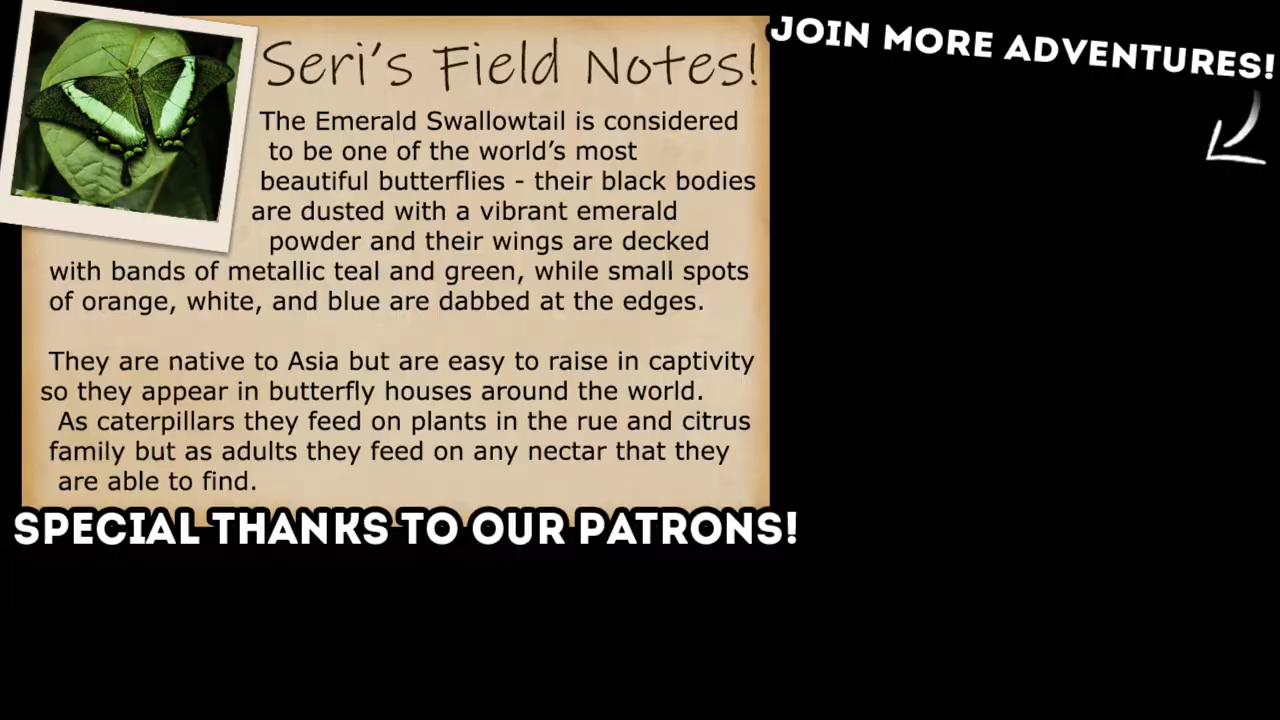 Seri's Field Notes!
The Emerald Swallowtail is considered
to be one of the world's most
beautiful butterflies - their black bodies
are dusted with a vibrant emerald
powder and their wings are decked
with bands of metallic teal and green, while small spots
of orange, white, and blue are dabbed at the edges.
They are native to Asia but are easy to raise in captivity
so they appear in butterfly houses around the world.
As caterpillars they feed on plants in the rue and citrus
family but as adults they feed on any nectar that they
are able to find.
JOIN MORE ADVENTURES!
SPECIAL THANKS TO OUR PATRONS!